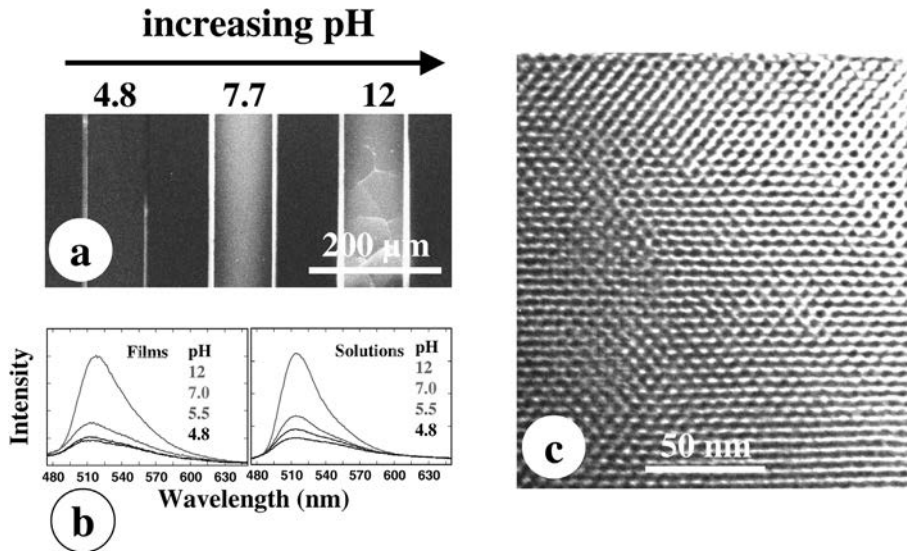 increasing pH
4.8 7.7 12
a
200 μm
Intensity
Films pH
12
7.0
5.5
4.8
Solutions pH
12
7.0
5.5
4.8
480 510 540 570 600 630
480 510 540 570 600 630
Wavelength (nm)
b
c
50 nm